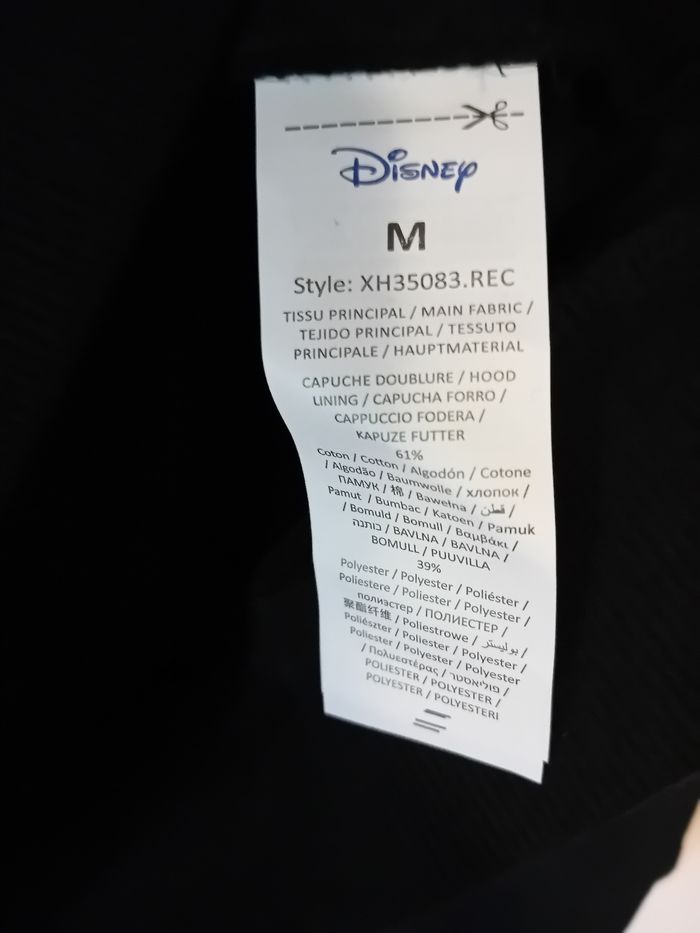 Disney
M
Style: XH35083.REC
TISSU PRINCIPAL / MAIN FABRIC /
TEJIDO PRINCIPAL / TESSUTO
PRINCIPALE / HAUPTMATERIAL
CAPUCHE DOUBLURE / HOOD
LINING / CAPUCHA FORRO /
CAPPUCCIO FODERA /
KAPUZE FUTTER
61%
Coton / Cotton / Algodón / Cotone
/ Algodão / Baumwolle / хлопок /
ПАМУК / 棉 / Bawełna / قطن /
Pamut / Bumbac / Katoen / Pamuk
/ Bomuld / Bomull / Βαμβάκι /
כותנה / BAVLNA / BAVLNA /
BOMULL / PUUVILLA
39%
Polyester / Polyester / Poliéster /
Poliestere / Poliester / Polyester /
полиэстер / ПОЛИЕСТЕР /
聚酯纤维 / Poliestrowe / بوليستر /
Poliészter / Poliester / Polyester /
Poliester / Polyester / Polyester
/ Πολυεστέρας / פוליאסטר /
POLIESTER / POLYESTER /
POLYESTER / POLYESTERI